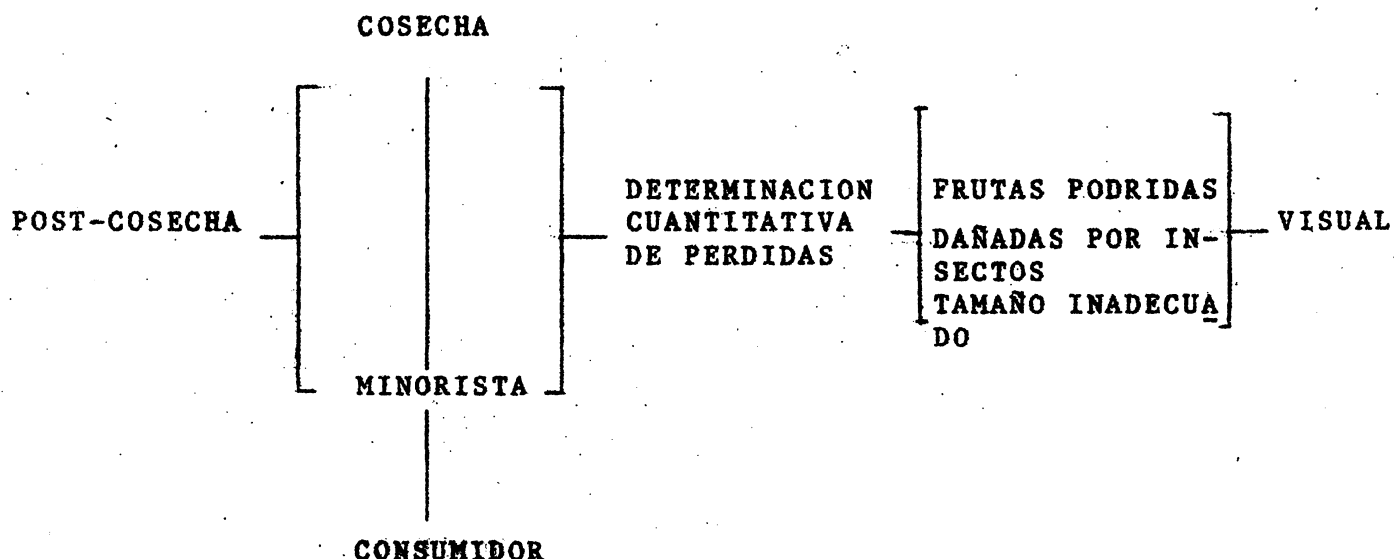 COSECHA
POST-COSECHA
MINORISTA
CONSUMIDOR
DETERMINACION
CUANTITATIVA
DE PERDIDAS
FRUTAS PODRIDAS
DAÑADAS POR IN-
SECTOS
TAMAÑO INADECUA
DO
VISUAL